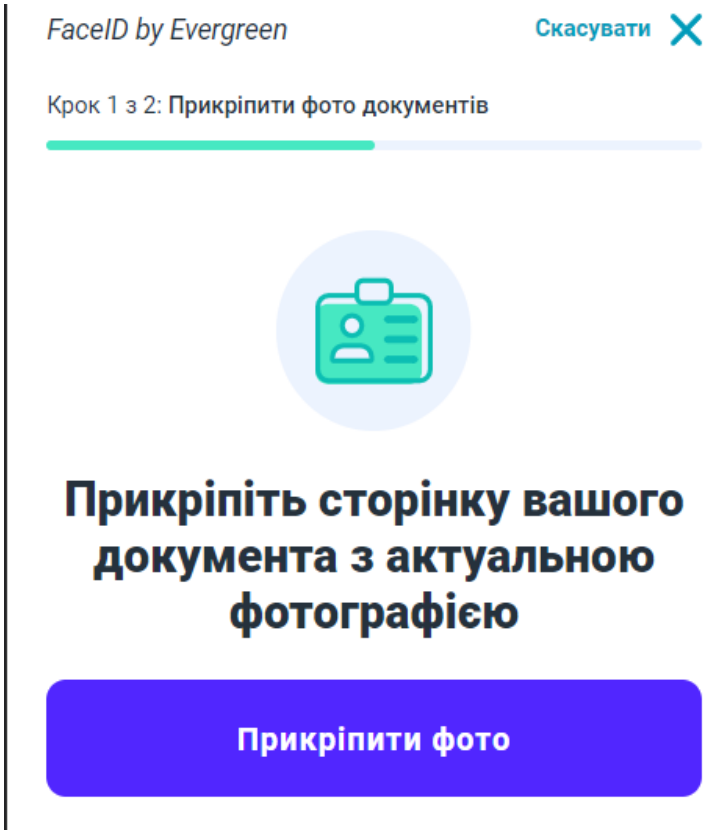 FaceID by Evergreen
Скасувати
Крок 1 з 2: Прикріпити фото документів
Прикріпіть сторінку вашого
документа з актуальною
фотографією
Прикріпити фото